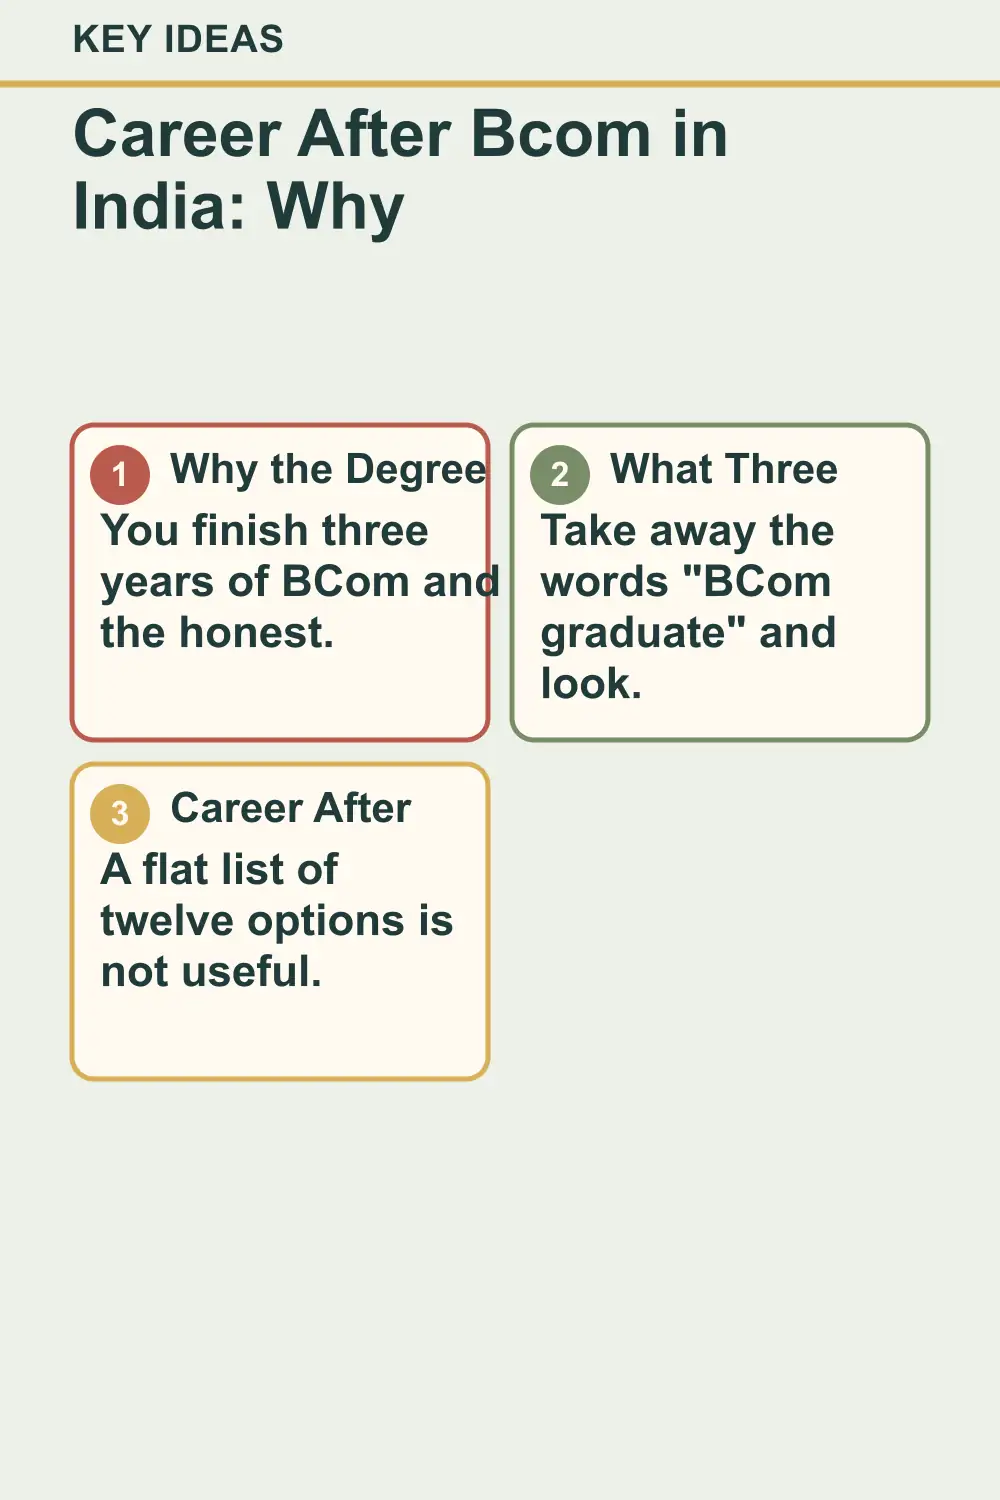 KEY IDEAS
Career After Bcom in
India: Why
1 Why the Degree
You finish three
years of BCom and
the honest.
2 What Three
Take away the
words "BCom
graduate" and
look.
3 Career After
A flat list of
twelve options is
not useful.